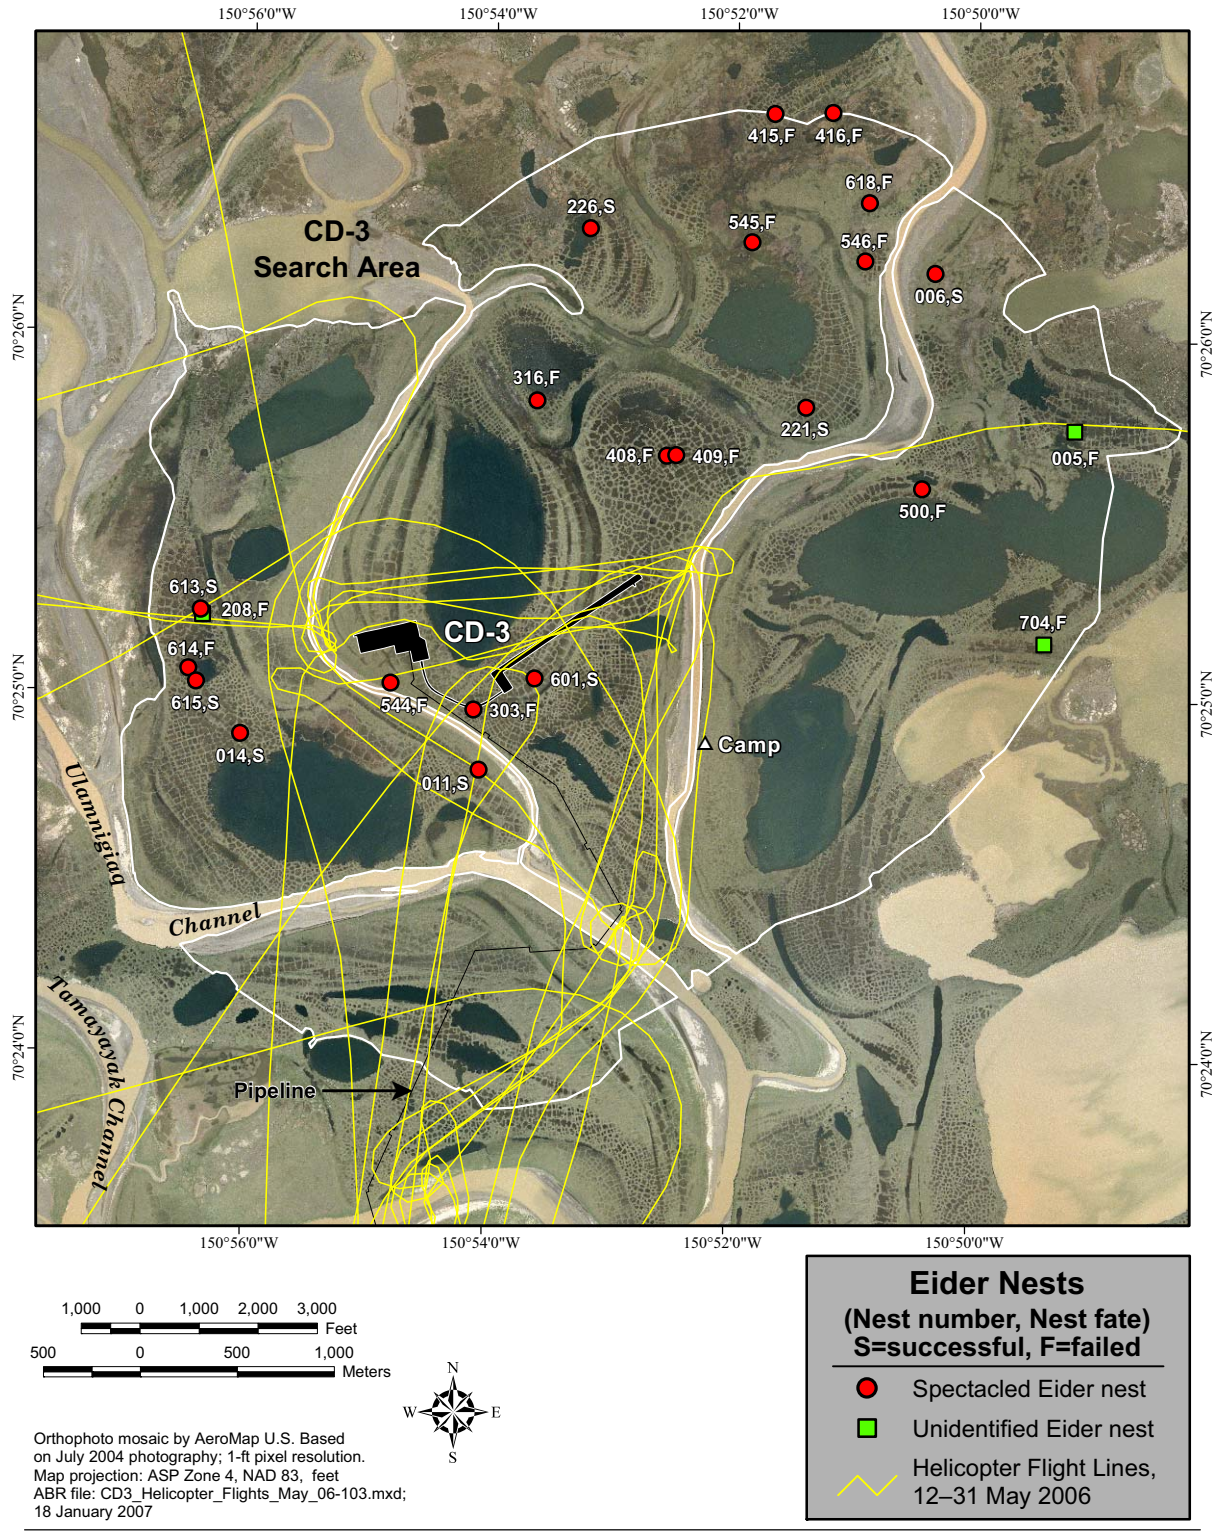 150°56'0"W
150°54'0"W
150°52'0"W
150°50'0"W
415,F
416,F
618,F
226,S
545,F
546,F
CD-3
Search Area
006,S
70°26'0"N
70°26'0"N
316,F
221,S
408,F
409,F
005,F
500,F
613,S
208,F
CD-3
704,F
614,F
601,S
615,S
544,F
303,F
70°25'0"N
70°25'0"N
014,S
Camp
011,S
Ulamnigiaq
Channel
Tamayayak Channel
70°24'0"N
70°24'0"N
Pipeline
150°56'0"W
150°54'0"W
150°52'0"W
150°50'0"W
1,000 0 1,000 2,000 3,000
Feet
500 0 500 1,000
Meters
N
W E
S
Orthophoto mosaic by AeroMap U.S. Based
on July 2004 photography; 1-ft pixel resolution.
Map projection: ASP Zone 4, NAD 83, feet
ABR file: CD3_Helicopter_Flights_May_06-103.mxd;
18 January 2007
Eider Nests
(Nest number, Nest fate)
S=successful, F=failed
Spectacled Eider nest
Unidentified Eider nest
Helicopter Flight Lines,
12–31 May 2006